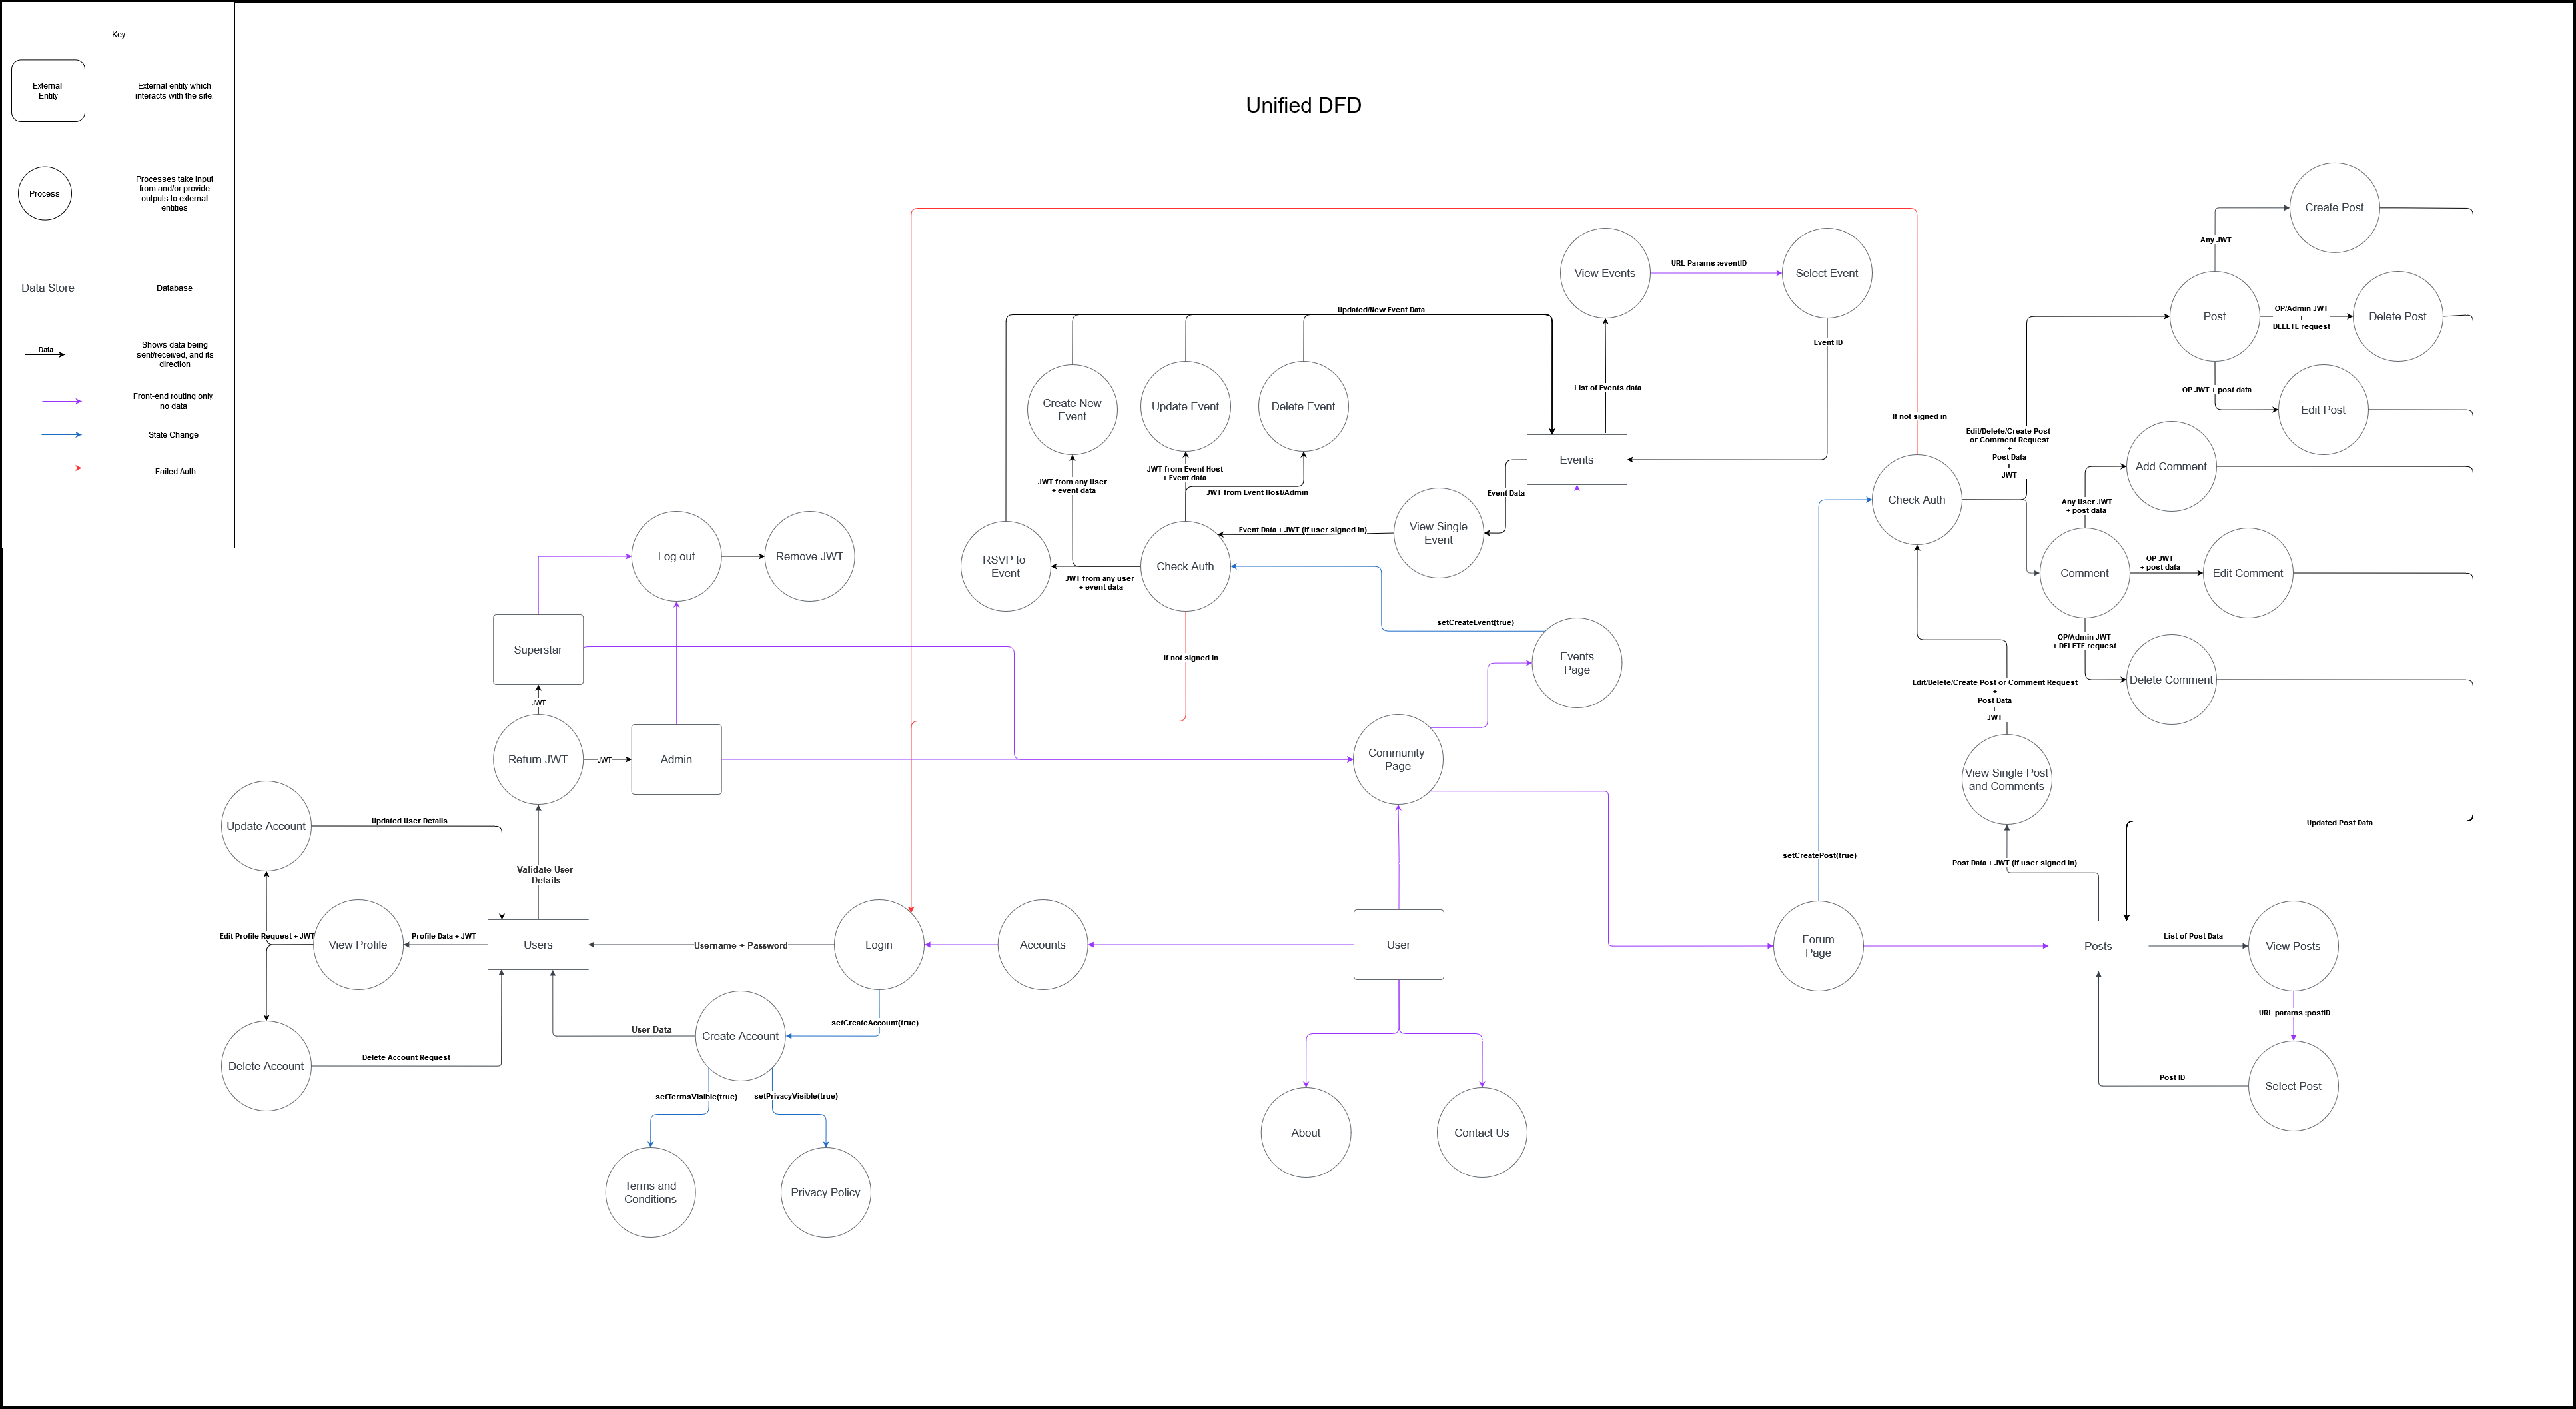 Key
External
Entity
External entity which
interacts with the site.
Process
Processes take input
from and/or provide
outputs to external
entities
Data Store
Database
Data
Shows data being
sent/received, and its
direction
Front-end routing only,
no data
State Change
Failed Auth
Unified DFD
Create Post
Any JWT
View Events
URL Params :eventID
Select Event
Post
OP/Admin JWT
+
DELETE request
Delete Post
Updated/New Event Data
Event ID
List of Events data
OP JWT + post data
Edit Post
Create New
Event
Update Event
Delete Event
If not signed in
Edit/Delete/Create Post
or Comment Request
+
Post Data
+
JWT
Events
Add Comment
JWT from any User
+ event data
JWT from Event Host
+ Event data
JWT from Event Host/Admin
Event Data
Check Auth
Any User JWT
+ post data
Event Data + JWT (if user signed in)
View Single
Event
Log out
Remove JWT
RSVP to
Event
Check Auth
JWT from any user
+ event data
Comment
OP JWT
+ post data
Edit Comment
setCreateEvent(true)
OP/Admin JWT
+ DELETE request
Superstar
If not signed in
Events
Page
Delete Comment
Edit/Delete/Create Post or Comment Request
+
Post Data
+
JWT
JWT
Return JWT
JWT
Admin
Community
Page
View Single Post
and Comments
Update Account
Updated User Details
Updated Post Data
Validate User
Details
setCreatePost(true)
Post Data + JWT (if user signed in)
Edit Profile Request + JWT
View Profile
Profile Data + JWT
Users
Username + Password
Login
Accounts
User
Forum
Page
Posts
List of Post Data
View Posts
URL params :postID
setCreateAccount(true)
User Data
Create Account
Delete Account
Delete Account Request
Post ID
Select Post
setTermsVisible(true)
setPrivacyVisible(true)
About
Contact Us
Terms and
Conditions
Privacy Policy